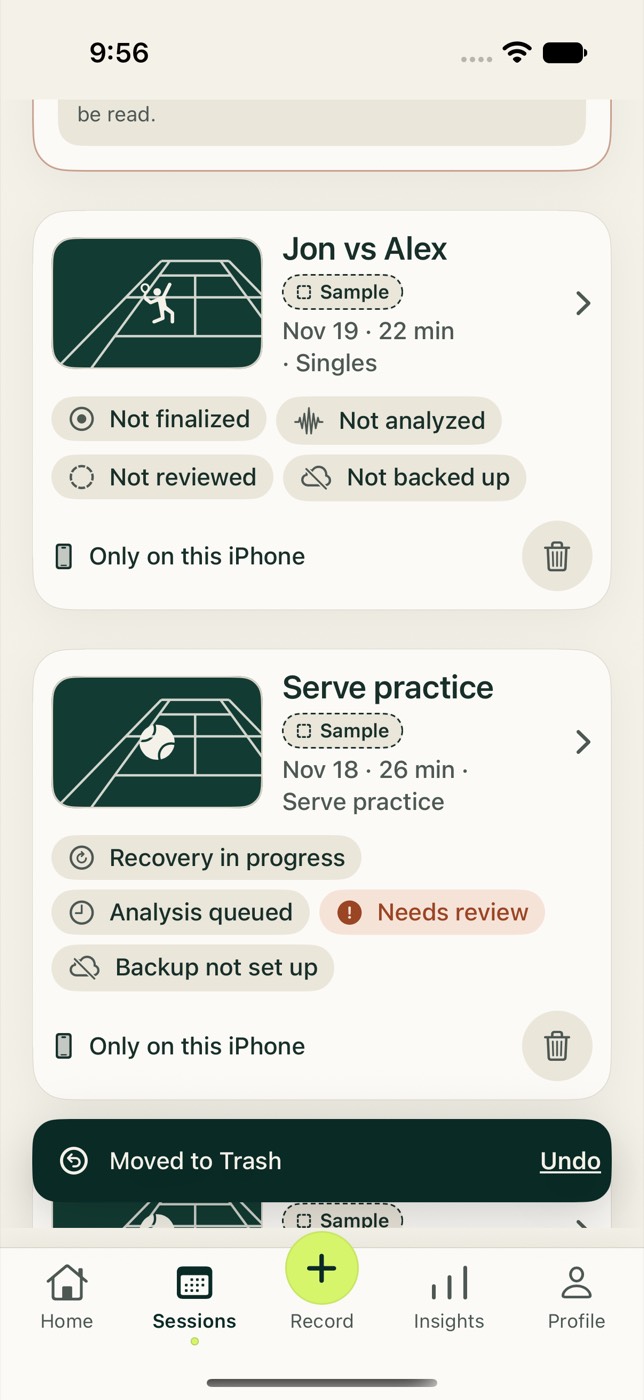 9:56
be read.
Jon vs Alex
Sample
Nov 19 · 22 min
· Singles
Not finalized
Not analyzed
Not reviewed
Not backed up
Only on this iPhone
Serve practice
Sample
Nov 18 · 26 min ·
Serve practice
Recovery in progress
Analysis queued
Needs review
Backup not set up
Only on this iPhone
Moved to Trash
Undo
Sample
Home
Sessions
Record
Insights
Profile